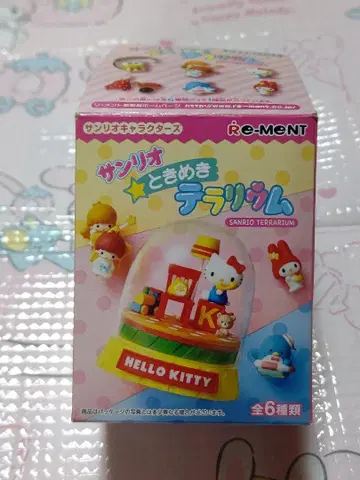 サンリオキャラクターズ
Re-MENT
サンリオ
ときめき
テラリウム
SANRIO TERRARIUM
K
HELLO KITTY
全6種類